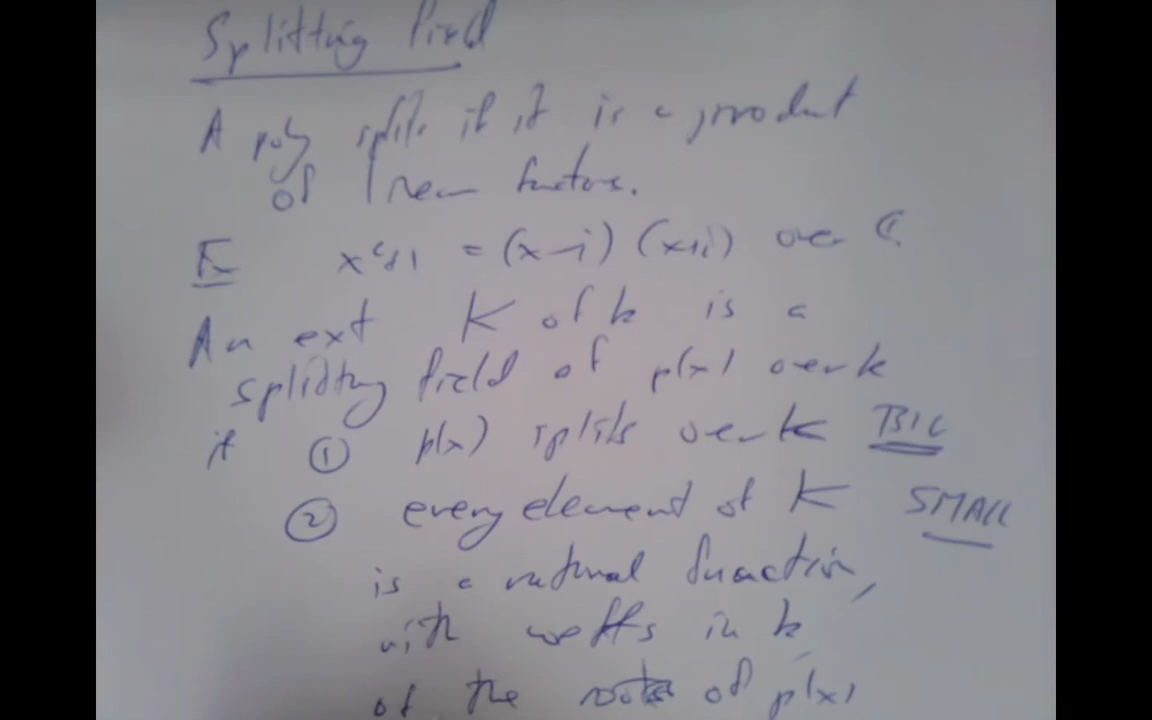 Splitting field
A poly splits if it is a product
of linear factors.
Ex x²+1 = (x-i) (x+i) over ℂ.
An ext K of k is a
splitting field of p(x) over k
if ① p(x) splits over K BIG
② every element of K SMALL
is a rational function,
with coeffs in k,
of the roots of p(x)